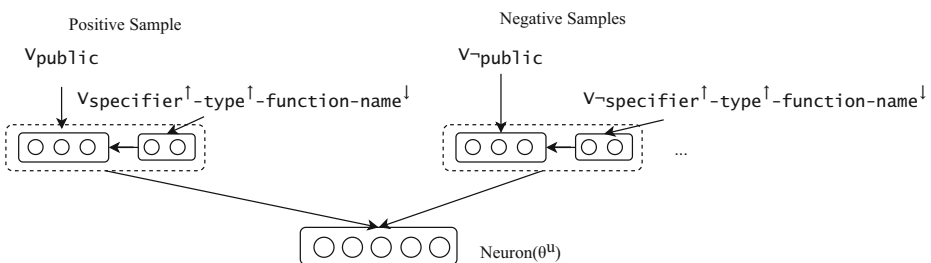 Positive Sample
Negative Samples
Vpublic
V¬public
Vspecifier↑-type↑-function-name↓
V¬specifier↑-type↑-function-name↓
...
Neuron(θu)